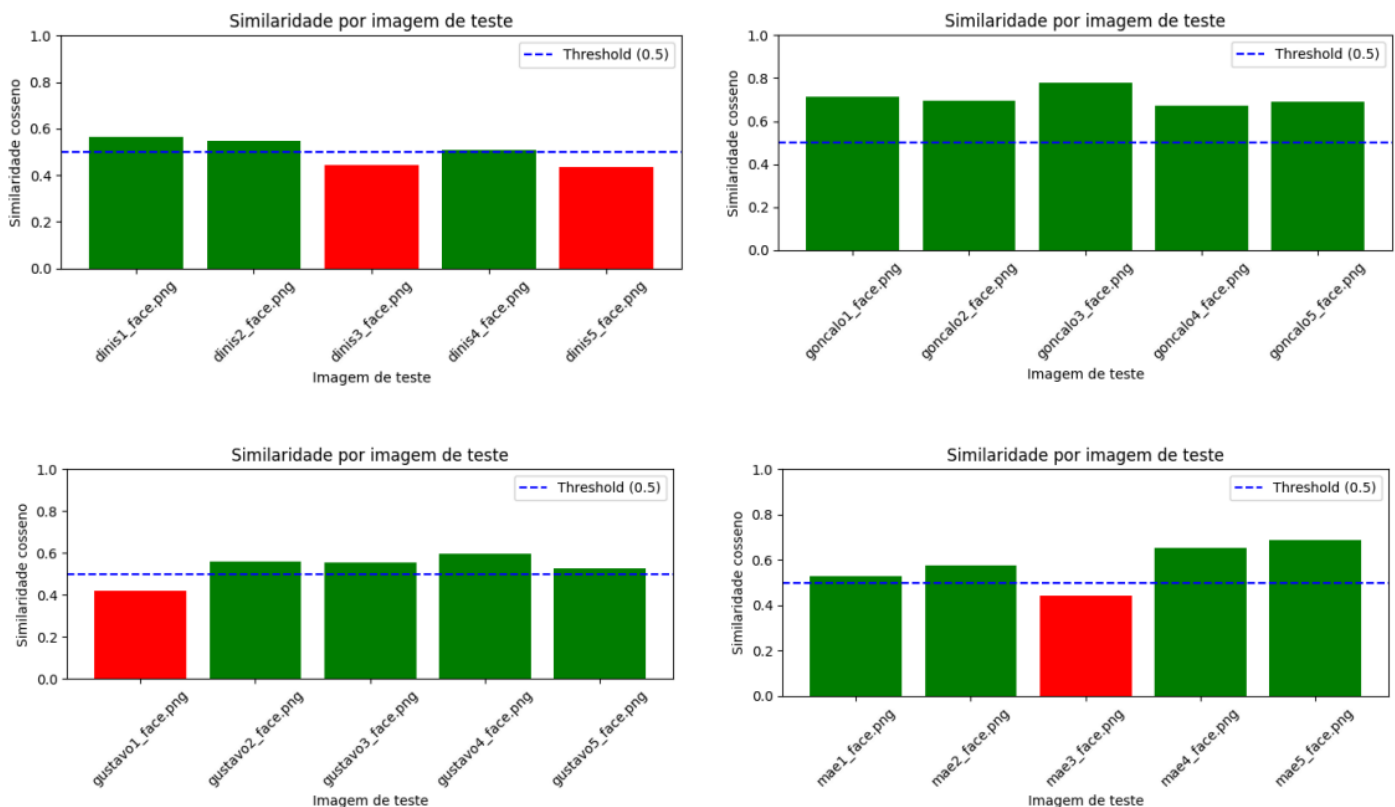 Similaridade por imagem de teste
Threshold (0.5)
Similaridade cosseno
1.0
0.8
0.6
0.4
0.2
0.0
dinis1_face.png
dinis2_face.png
dinis3_face.png
dinis4_face.png
dinis5_face.png
Imagem de teste
Similaridade por imagem de teste
Threshold (0.5)
Similaridade cosseno
1.0
0.8
0.6
0.4
0.2
0.0
goncalo1_face.png
goncalo2_face.png
goncalo3_face.png
goncalo4_face.png
goncalo5_face.png
Imagem de teste
Similaridade por imagem de teste
Threshold (0.5)
Similaridade cosseno
1.0
0.8
0.6
0.4
0.2
0.0
gustavo1_face.png
gustavo2_face.png
gustavo3_face.png
gustavo4_face.png
gustavo5_face.png
Imagem de teste
Similaridade por imagem de teste
Threshold (0.5)
Similaridade cosseno
1.0
0.8
0.6
0.4
0.2
0.0
mae1_face.png
mae2_face.png
mae3_face.png
mae4_face.png
mae5_face.png
Imagem de teste